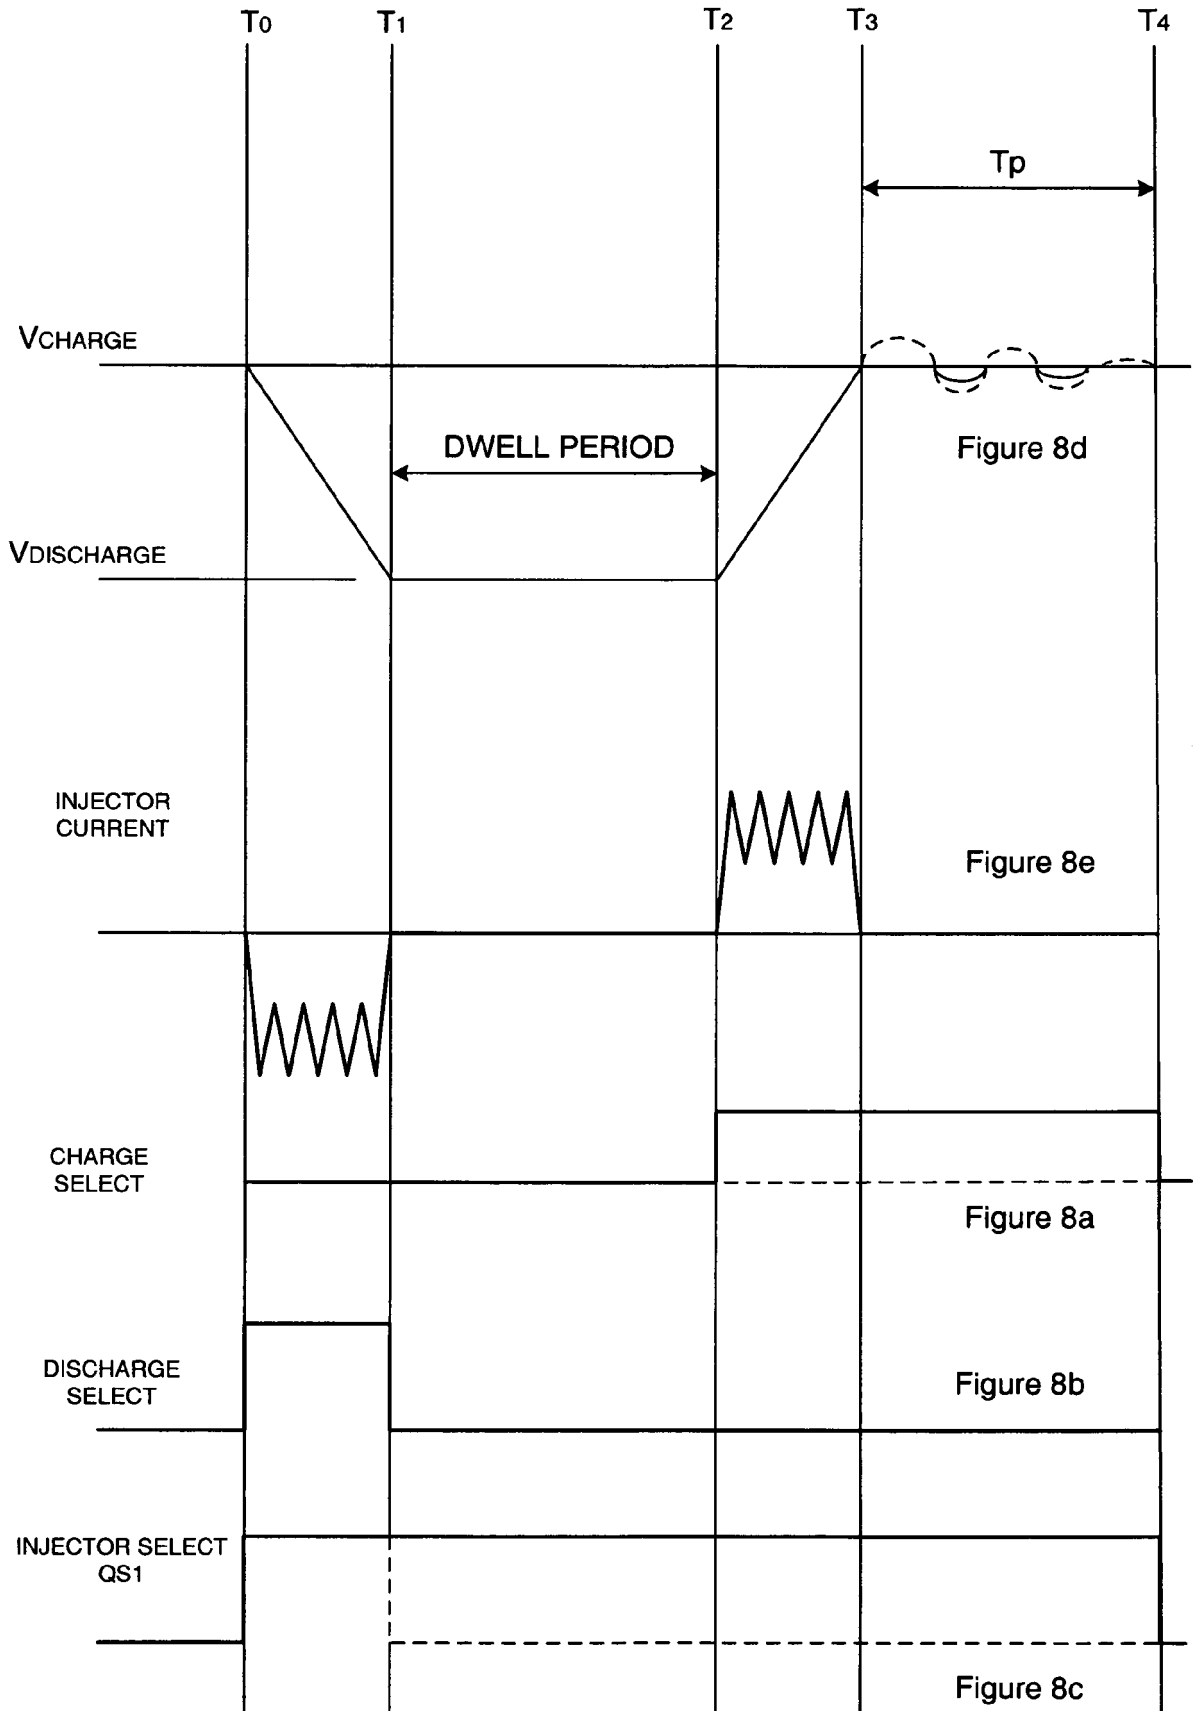 T0 T1 T2 T3 T4
Tp
VCHARGE
DWELL PERIOD
Figure 8d
VDISCHARGE
INJECTOR
CURRENT
Figure 8e
CHARGE
SELECT
Figure 8a
DISCHARGE
SELECT
Figure 8b
INJECTOR SELECT
QS1
Figure 8c